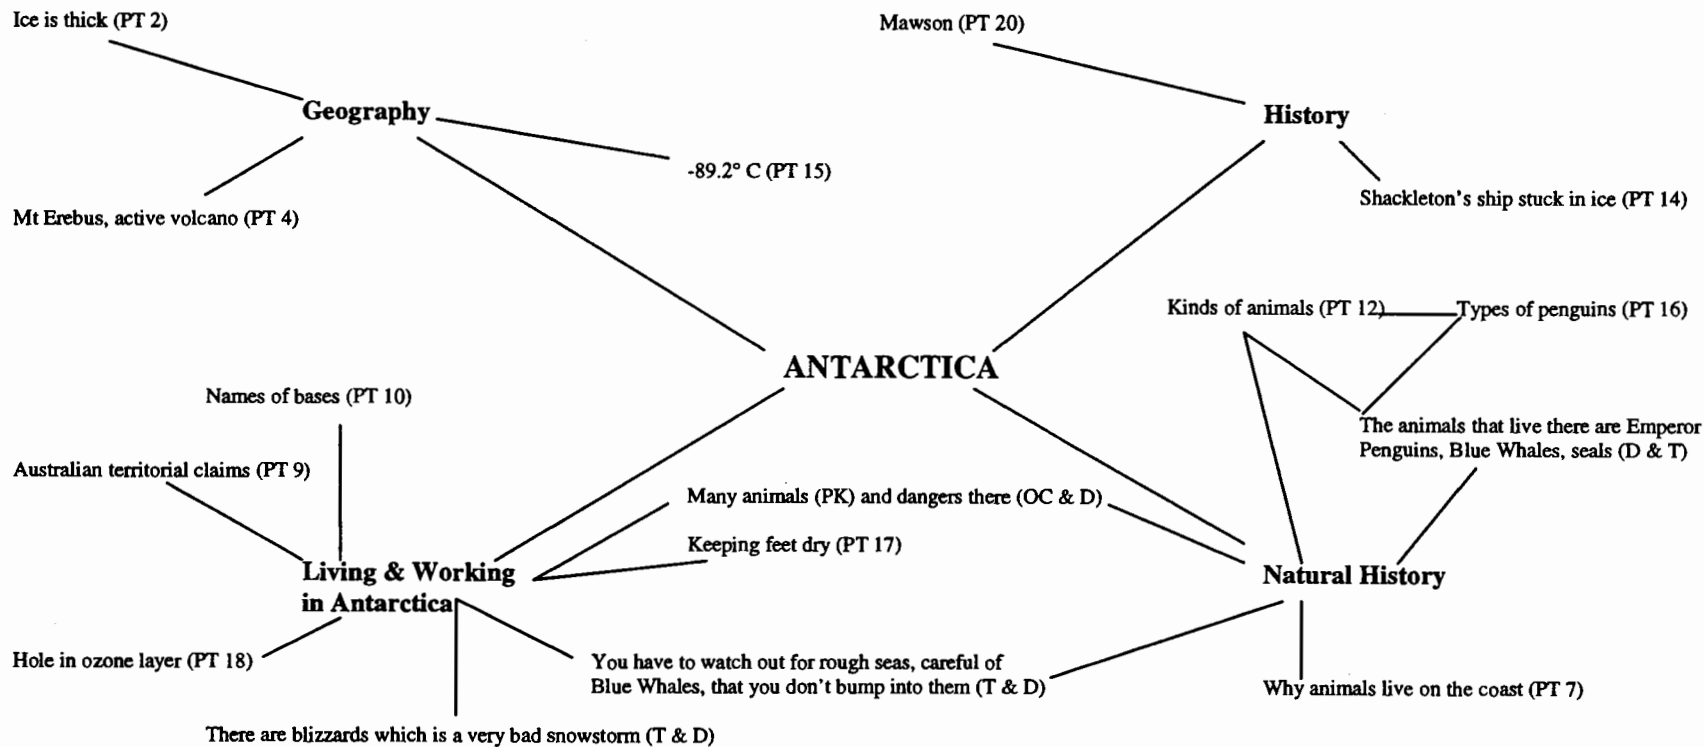 Ice is thick (PT 2)
Mawson (PT 20)
Geography
History
-89.2° C (PT 15)
Mt Erebus, active volcano (PT 4)
Shackleton's ship stuck in ice (PT 14)
Kinds of animals (PT 12)
Types of penguins (PT 16)
ANTARCTICA
Names of bases (PT 10)
The animals that live there are Emperor
Penguins, Blue Whales, seals (D & T)
Australian territorial claims (PT 9)
Many animals (PK) and dangers there (OC & D)
Keeping feet dry (PT 17)
Living & Working
in Antarctica
Natural History
Hole in ozone layer (PT 18)
You have to watch out for rough seas, careful of
Blue Whales, that you don't bump into them (T & D)
Why animals live on the coast (PT 7)
There are blizzards which is a very bad snowstorm (T & D)